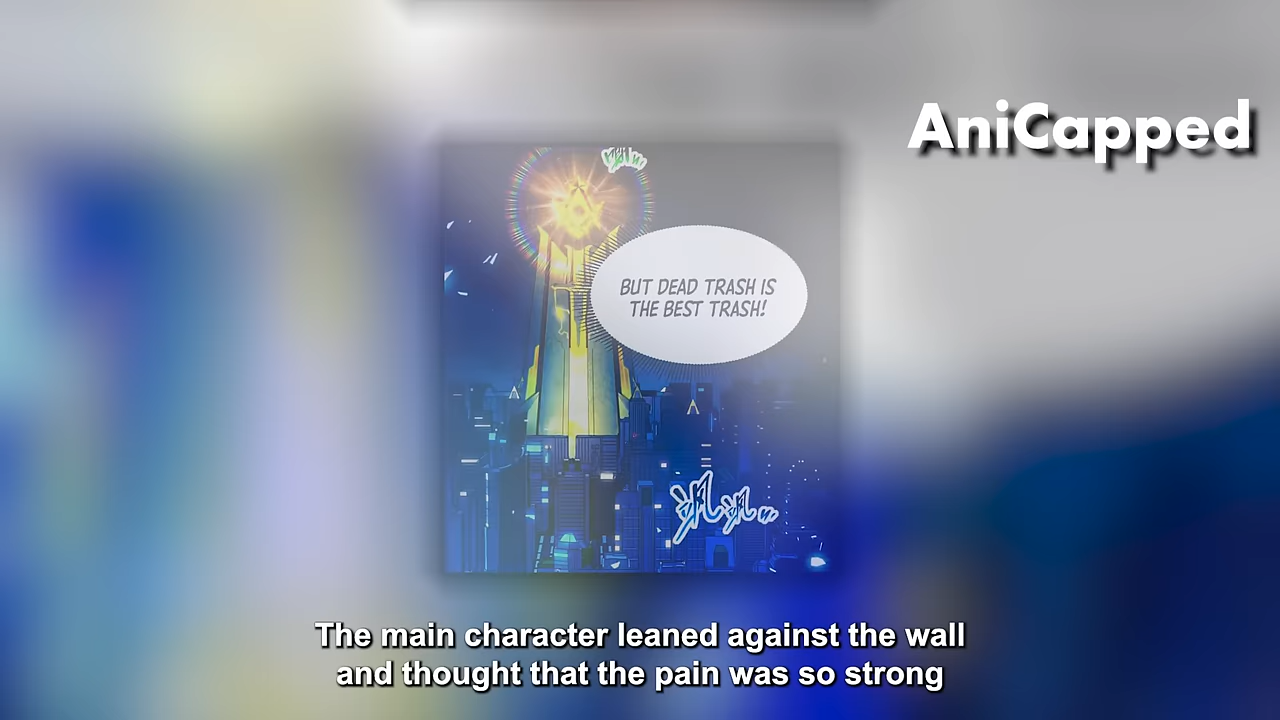 AniCapped
BUT DEAD TRASH IS
THE BEST TRASH!
The main character leaned against the wall
and thought that the pain was so strong